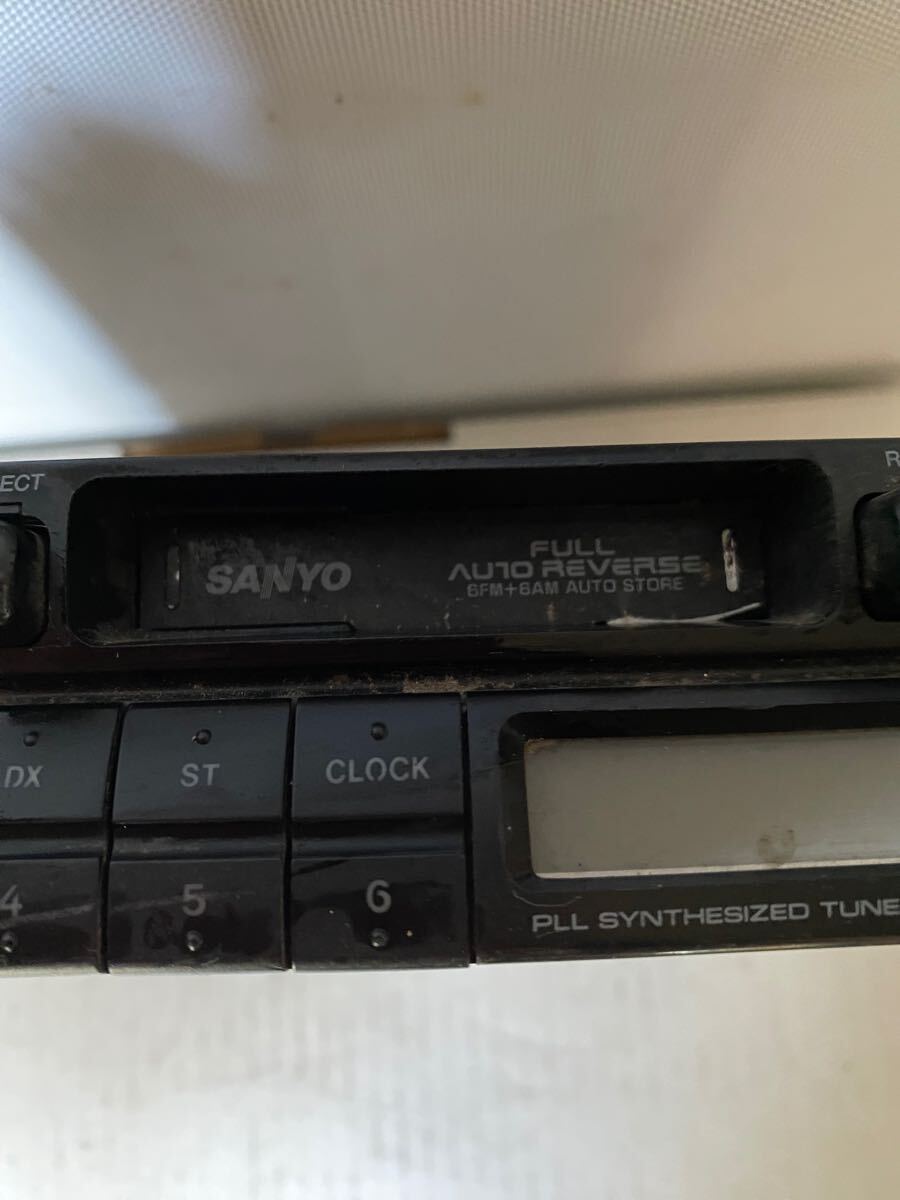 ECT
R
SANYO
FULL
AUTO REVERSE
6FM+6AM AUTO STORE
DX
ST
CLOCK
4
5
6
PLL SYNTHESIZED TUNE